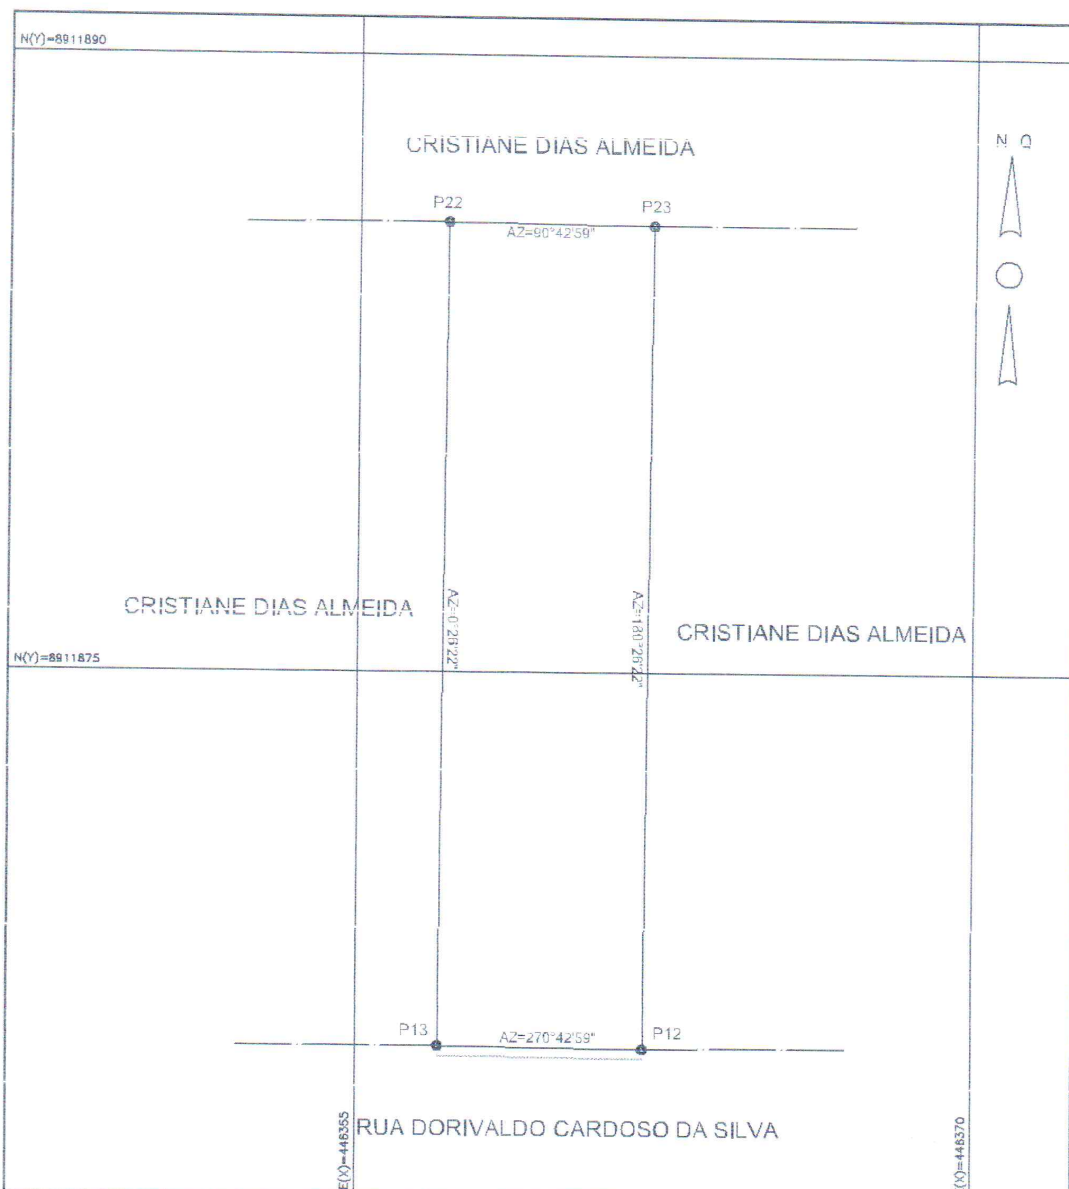 N(Y)=8911890
CRISTIANE DIAS ALMEIDA
N Q
P22
P23
AZ=90°42'59"
CRISTIANE DIAS ALMEIDA
AZ=0°26'22"
AZ=180°26'22"
CRISTIANE DIAS ALMEIDA
N(Y)=8911875
P13
AZ=270°42'59"
P12
E(X)=446355
RUA DORIVALDO CARDOSO DA SILVA
(X)=446370